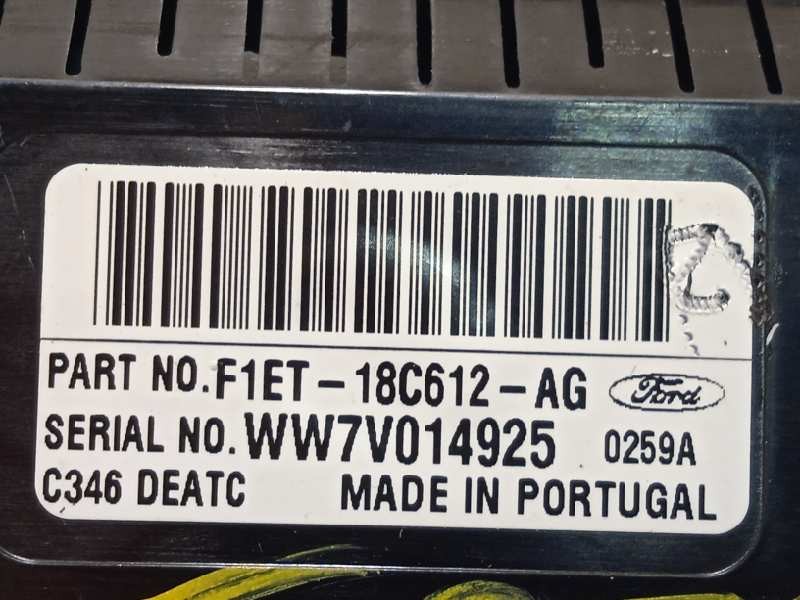 PART NO. F1ET-18C612-AG Ford
SERIAL NO. WW7V014925 0259A
C346 DEATC MADE IN PORTUGAL